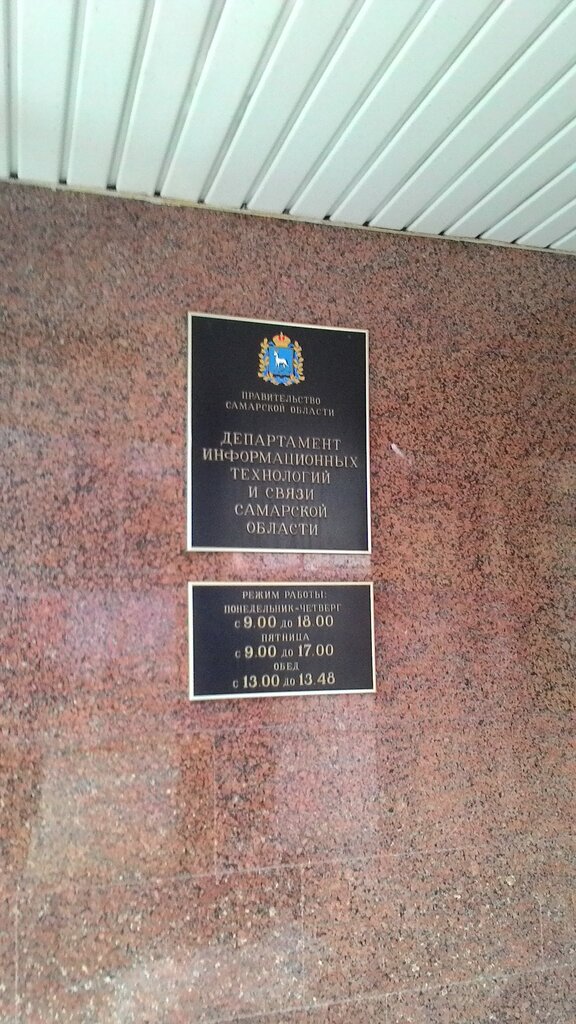 ПРАВИТЕЛЬСТВО
САМАРСКОЙ ОБЛАСТИ
ДЕПАРТАМЕНТ
ИНФОРМАЦИОННЫХ
ТЕХНОЛОГИЙ
И СВЯЗИ
САМАРСКОЙ
ОБЛАСТИ
РЕЖИМ РАБОТЫ:
ПОНЕДЕЛЬНИК-ЧЕТВЕРГ
с 9.00 до 18.00
ПЯТНИЦА
с 9.00 до 17.00
ОБЕД
с 13.00 до 13.48